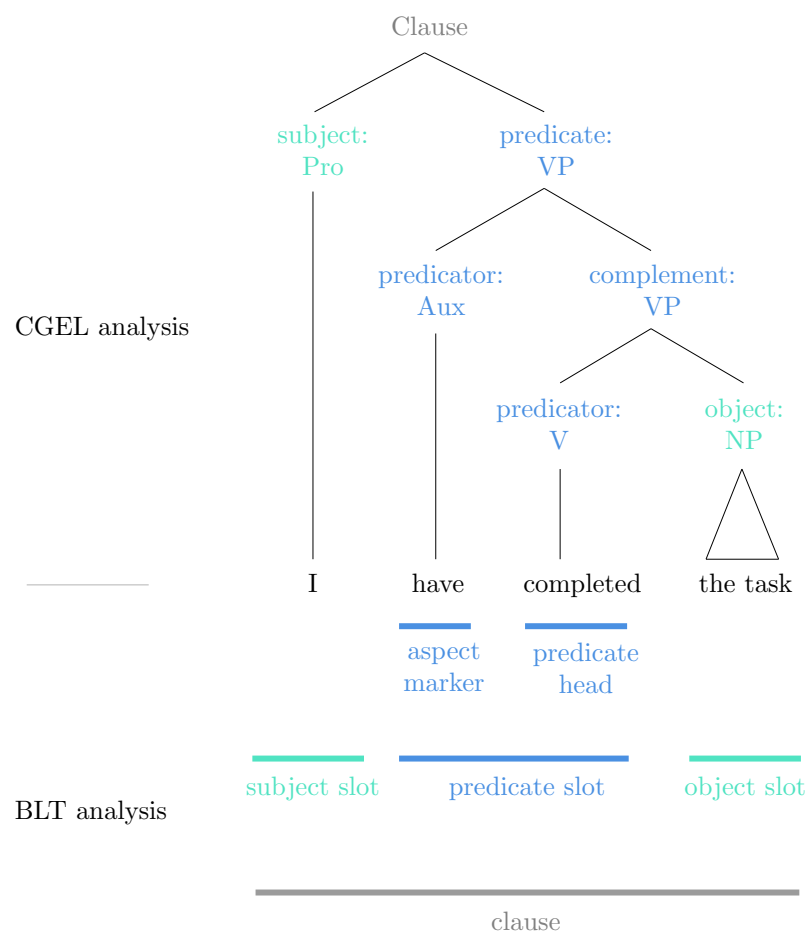 Clause
subject: predicate:
Pro VP
predicator: complement:
Aux VP
CGEL analysis
predicator: object:
V NP
I have completed the task
aspect predicate
marker head
subject slot predicate slot object slot
BLT analysis
clause